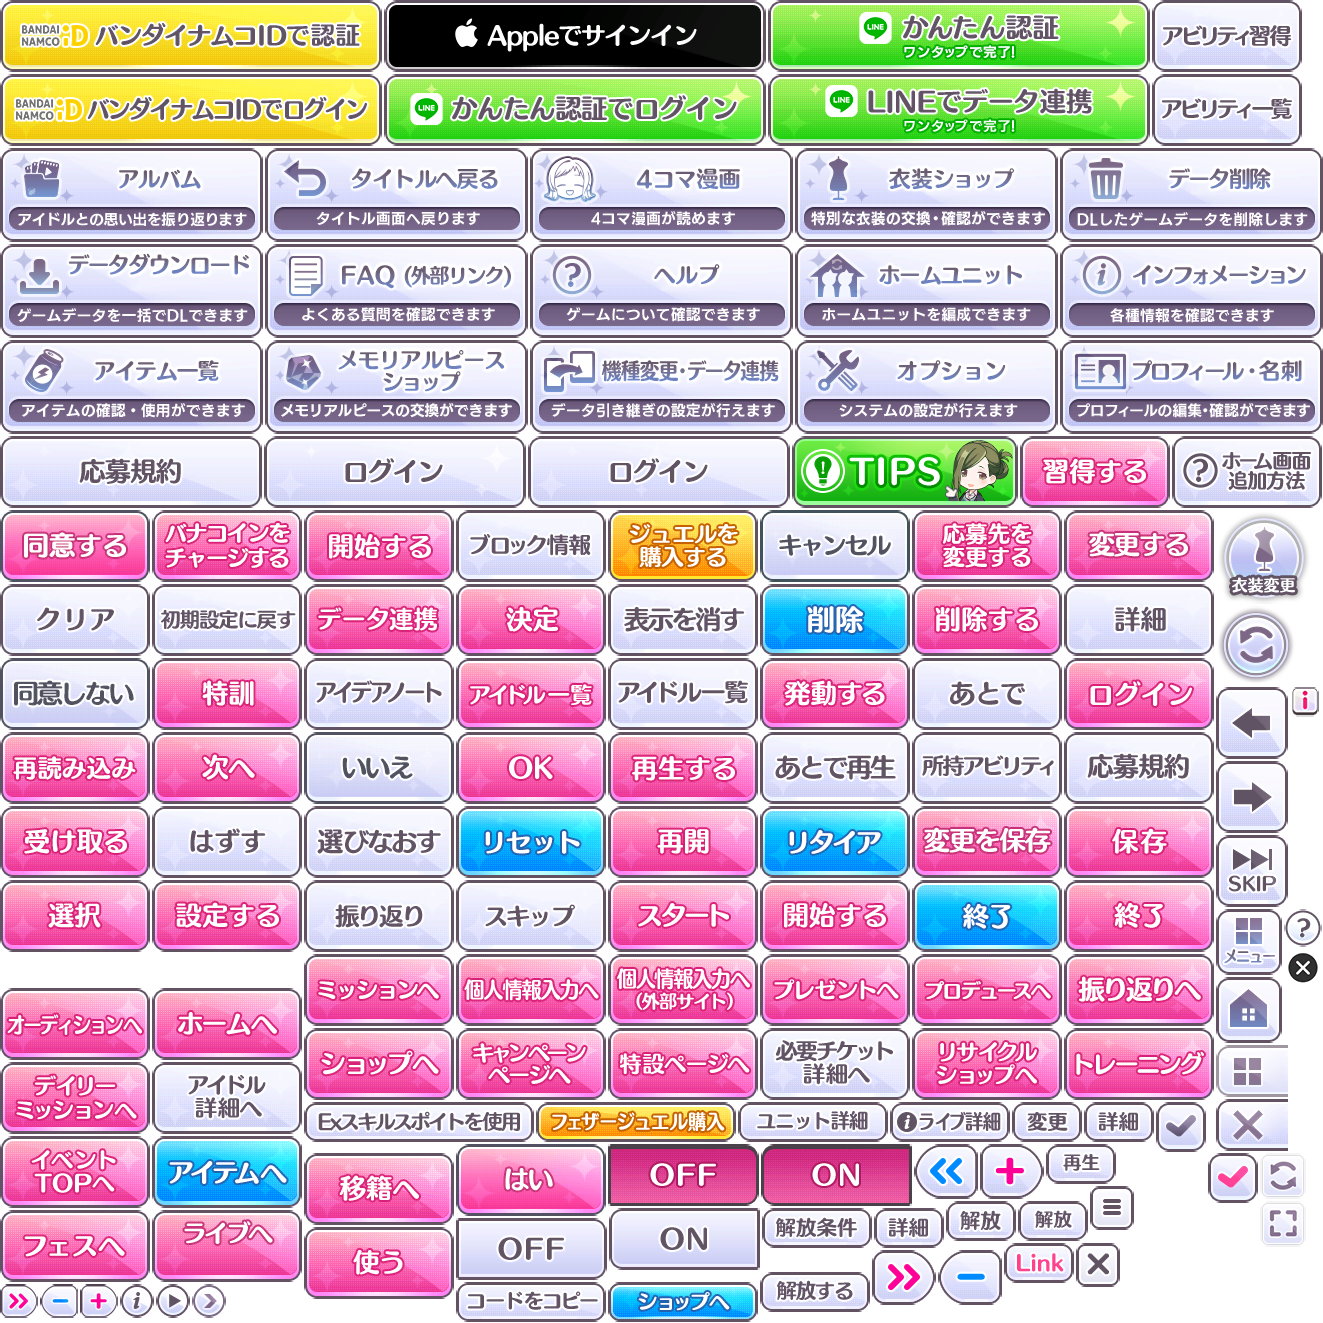 BANDAI NAMCO iD バンダイナムコIDで認証
Appleでサインイン
LINE かんたん認証
ワンタップで完了!
アビリティ習得
BANDAI NAMCO iD バンダイナムコIDでログイン
LINE かんたん認証でログイン
LINE LINEでデータ連携
ワンタップで完了!
アビリティ一覧
アルバム
アイドルとの思い出を振り返ります
タイトルへ戻る
タイトル画面へ戻ります
4コマ漫画
4コマ漫画が読めます
衣装ショップ
特別な衣装の交換・確認ができます
データ削除
DLしたゲームデータを削除します
データダウンロード
ゲームデータを一括でDLできます
FAQ (外部リンク)
よくある質問を確認できます
ヘルプ
ゲームについて確認できます
ホームユニット
ホームユニットを編成できます
インフォメーション
各種情報を確認できます
アイテム一覧
アイテムの確認・使用ができます
メモリアルピース
ショップ
メモリアルピースの交換ができます
機種変更・データ連携
データ引き継ぎの設定が行えます
オプション
システムの設定が行えます
プロフィール・名刺
プロフィールの編集・確認ができます
応募規約
ログイン
ログイン
TIPS
習得する
ホーム画面
追加方法
同意する
バナコインを
チャージする
開始する
ブロック情報
ジュエルを
購入する
キャンセル
応募先を
変更する
変更する
衣装変更
クリア
初期設定に戻す
データ連携
決定
表示を消す
削除
削除する
詳細
同意しない
特訓
アイデアノート
アイドル一覧
アイドル一覧
発動する
あとで
ログイン
再読み込み
次へ
いいえ
OK
再生する
あとで再生
所持アビリティ
応募規約
受け取る
はずす
選びなおす
リセット
再開
リタイア
変更を保存
保存
SKIP
選択
設定する
振り返り
スキップ
スタート
開始する
終了
終了
メニュー
ミッションへ
個人情報入力へ
個人情報入力へ
(外部サイト)
プレゼントへ
プロデュースへ
振り返りへ
オーディションへ
ホームへ
ショップへ
キャンペーン
ページへ
特設ページへ
必要チケット
詳細へ
リサイクル
ショップへ
トレーニング
デイリー
ミッションへ
アイドル
詳細へ
Exスキルスポイトを使用
フェザージュエル購入
ユニット詳細
ライブ詳細
変更
詳細
イベント
TOPへ
アイテムへ
移籍へ
はい
OFF
ON
再生
フェスへ
ライブへ
使う
OFF
ON
解放条件
詳細
解放
解放
Link
コードをコピー
ショップへ
解放する